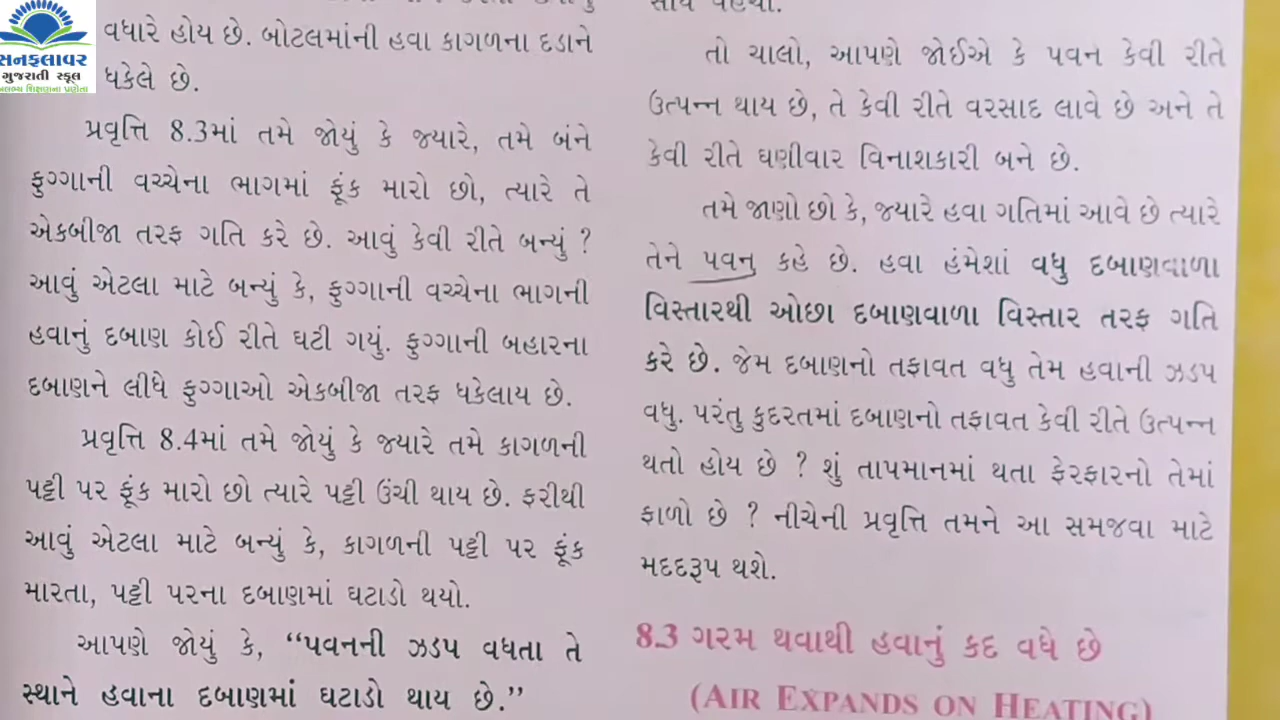 સનફલાવર
ગુજરાતી સ્કૂલ
વધારે હોય છે. બોટલમાંની હવા કાગળના દડાને
ધકેલે છે.
પ્રવૃત્તિ 8.3માં તમે જોયું કે જ્યારે, તમે બંને
ફુગ્ગાની વચ્ચેના ભાગમાં ફૂંક મારો છો, ત્યારે તે
એકબીજા તરફ ગતિ કરે છે. આવું કેવી રીતે બન્યું ?
આવું એટલા માટે બન્યું કે, ફુગ્ગાની વચ્ચેના ભાગની
હવાનું દબાણ કોઈ રીતે ઘટી ગયું. ફુગ્ગાની બહારના
દબાણને લીધે ફુગ્ગાઓ એકબીજા તરફ ધકેલાય છે.
પ્રવૃત્તિ 8.4માં તમે જોયું કે જ્યારે તમે કાગળની
પટ્ટી પર ફૂંક મારો છો ત્યારે પટ્ટી ઉંચી થાય છે. ફરીથી
આવું એટલા માટે બન્યું કે, કાગળની પટ્ટી પર ફૂંક
મારતા, પટ્ટી પરના દબાણમાં ઘટાડો થયો.
આપણે જોયું કે, “પવનની ઝડપ વધતા તે
સ્થાને હવાના દબાણમાં ઘટાડો થાય છે.”
તો ચાલો, આપણે જોઈએ કે પવન કેવી રીતે
ઉત્પન્ન થાય છે, તે કેવી રીતે વરસાદ લાવે છે અને તે
કેવી રીતે ઘણીવાર વિનાશકારી બને છે.
તમે જાણો છો કે, જ્યારે હવા ગતિમાં આવે છે ત્યારે
તેને પવન કહે છે. હવા હંમેશાં વધુ દબાણવાળા
વિસ્તારથી ઓછા દબાણવાળા વિસ્તાર તરફ ગતિ
કરે છે. જેમ દબાણનો તફાવત વધુ તેમ હવાની ઝડપ
વધુ. પરંતુ કુદરતમાં દબાણનો તફાવત કેવી રીતે ઉત્પન્ન
થતો હોય છે ? શું તાપમાનમાં થતા ફેરફારનો તેમાં
ફાળો છે ? નીચેની પ્રવૃત્તિ તમને આ સમજવા માટે
મદદરૂપ થશે.
8.3 ગરમ થવાથી હવાનું કદ વધે છે
(AIR EXPANDS ON HEATING)